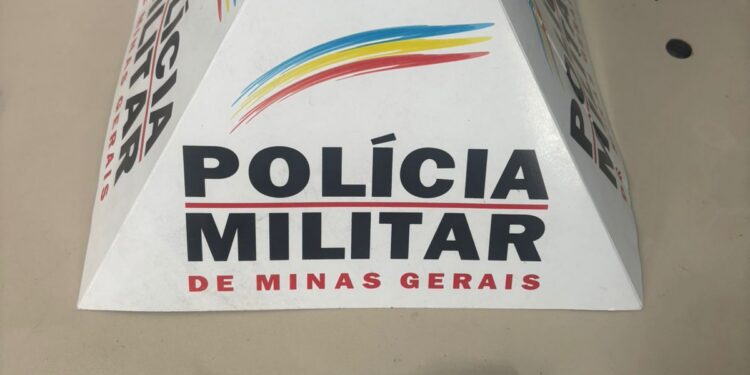 POLÍCIA
MILITAR
DE MINAS GERAIS